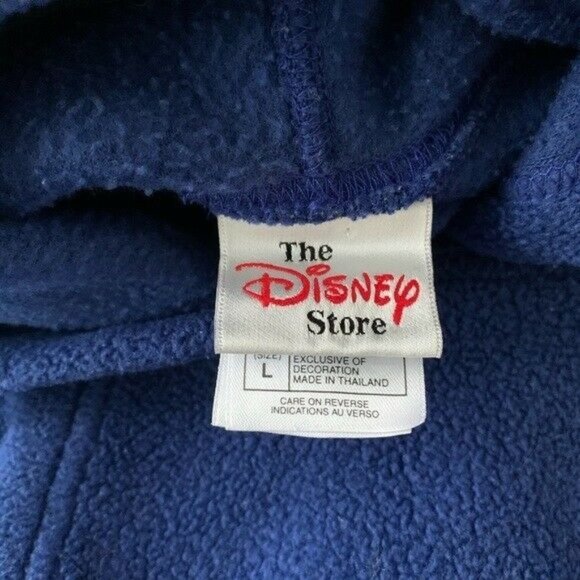 The
Disney
Store
(SIZE)
L
EXCLUSIVE OF
DECORATION
MADE IN THAILAND
CARE ON REVERSE
INDICATIONS AU VERSO